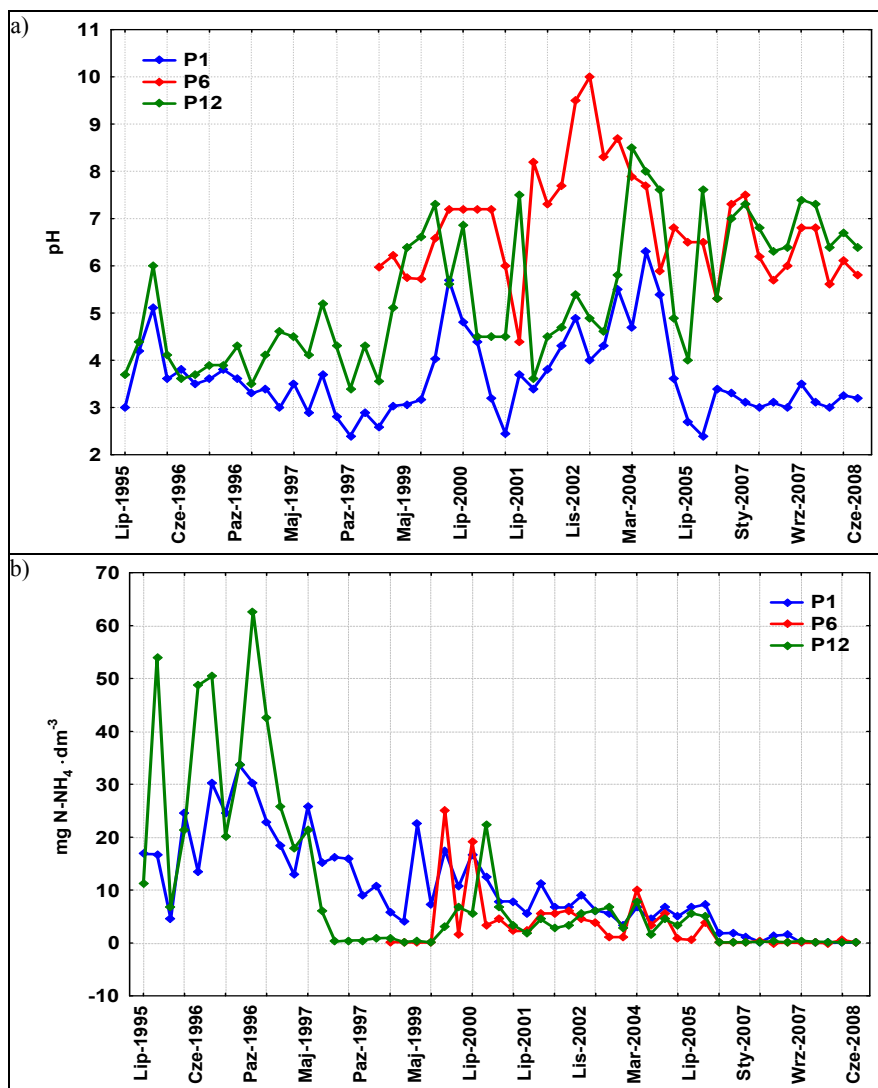 a)
11
10
9
8
7
6
5
4
3
2
pH
P1
P6
P12
Lip-1995
Cze-1996
Paz-1996
Maj-1997
Paz-1997
Maj-1999
Lip-2000
Lip-2001
Lis-2002
Mar-2004
Lip-2005
Sty-2007
Wrz-2007
Cze-2008
b)
70
60
50
40
30
20
10
0
-10
mg N-NH₄ · dm⁻³
P1
P6
P12
Lip-1995
Cze-1996
Paz-1996
Maj-1997
Paz-1997
Maj-1999
Lip-2000
Lip-2001
Lis-2002
Mar-2004
Lip-2005
Sty-2007
Wrz-2007
Cze-2008